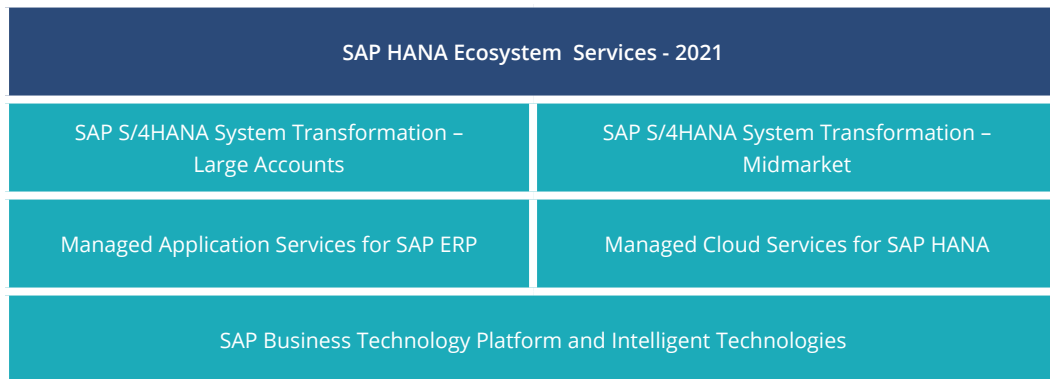 SAP HANA Ecosystem Services - 2021
SAP S/4HANA System Transformation –
Large Accounts
SAP S/4HANA System Transformation –
Midmarket
Managed Application Services for SAP ERP
Managed Cloud Services for SAP HANA
SAP Business Technology Platform and Intelligent Technologies